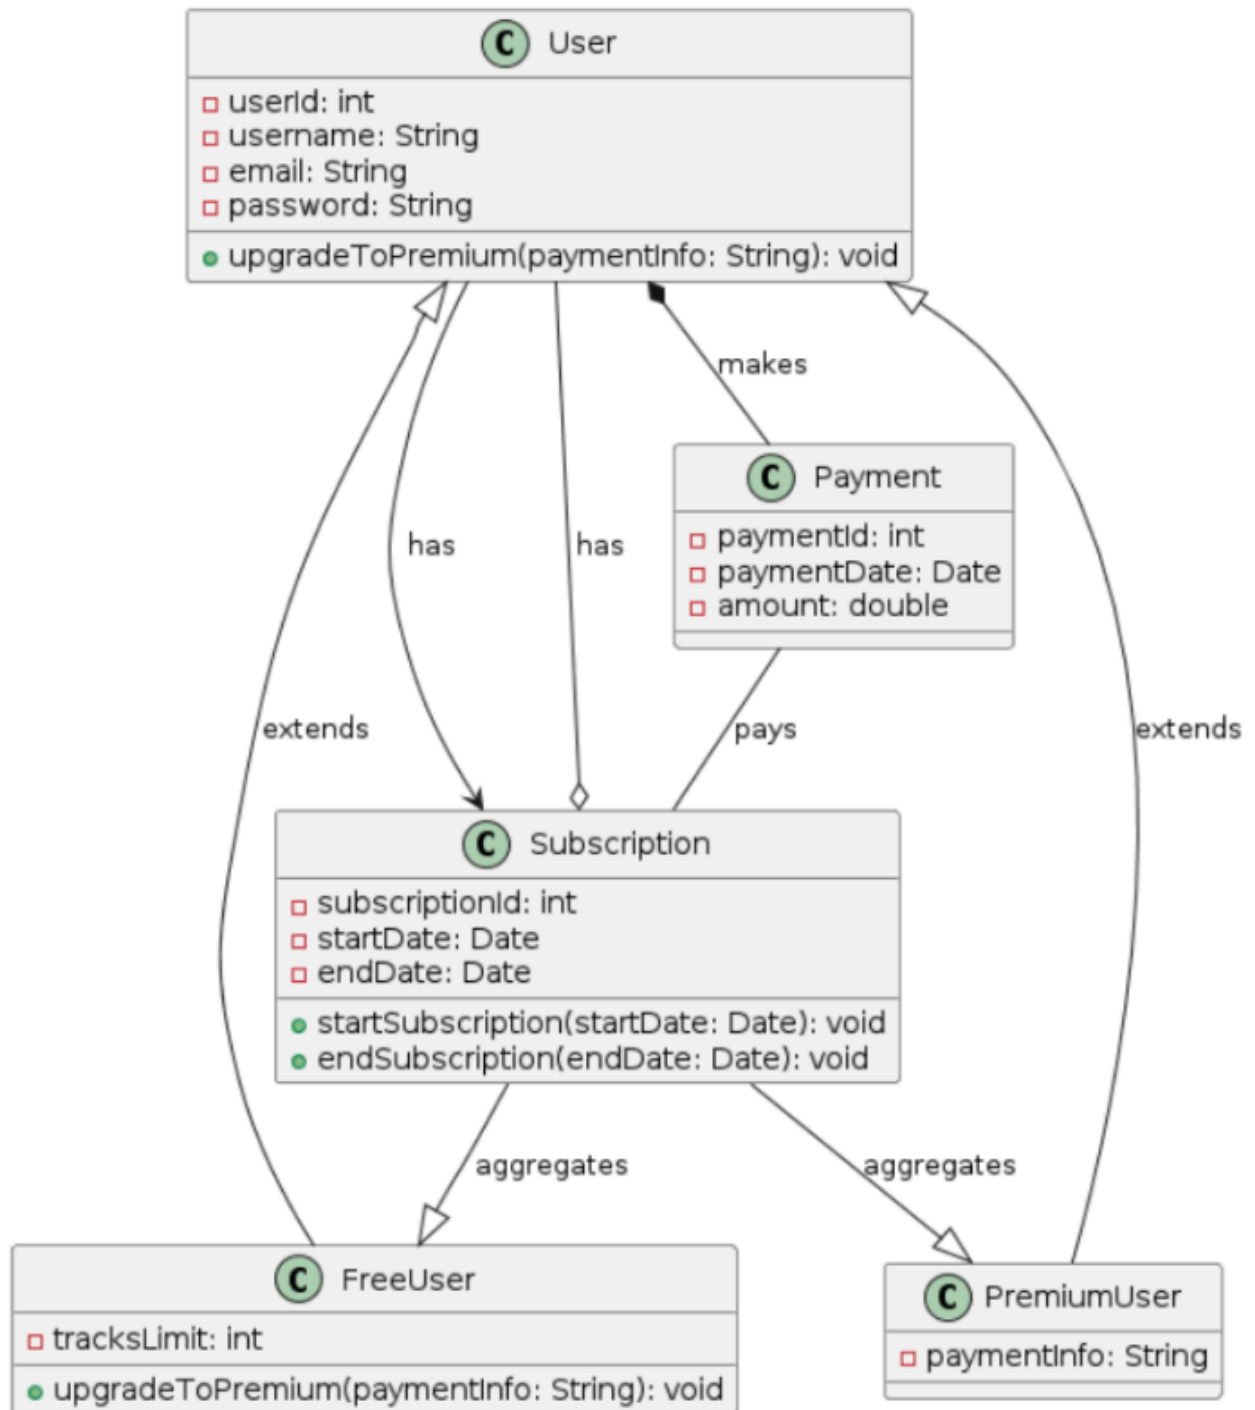 C User
userId: int
username: String
email: String
password: String
upgradeToPremium(paymentInfo: String): void
makes
C Payment
paymentId: int
paymentDate: Date
amount: double
has
has
extends
pays
extends
C Subscription
subscriptionId: int
startDate: Date
endDate: Date
startSubscription(startDate: Date): void
endSubscription(endDate: Date): void
aggregates
aggregates
C FreeUser
tracksLimit: int
upgradeToPremium(paymentInfo: String): void
C PremiumUser
paymentInfo: String